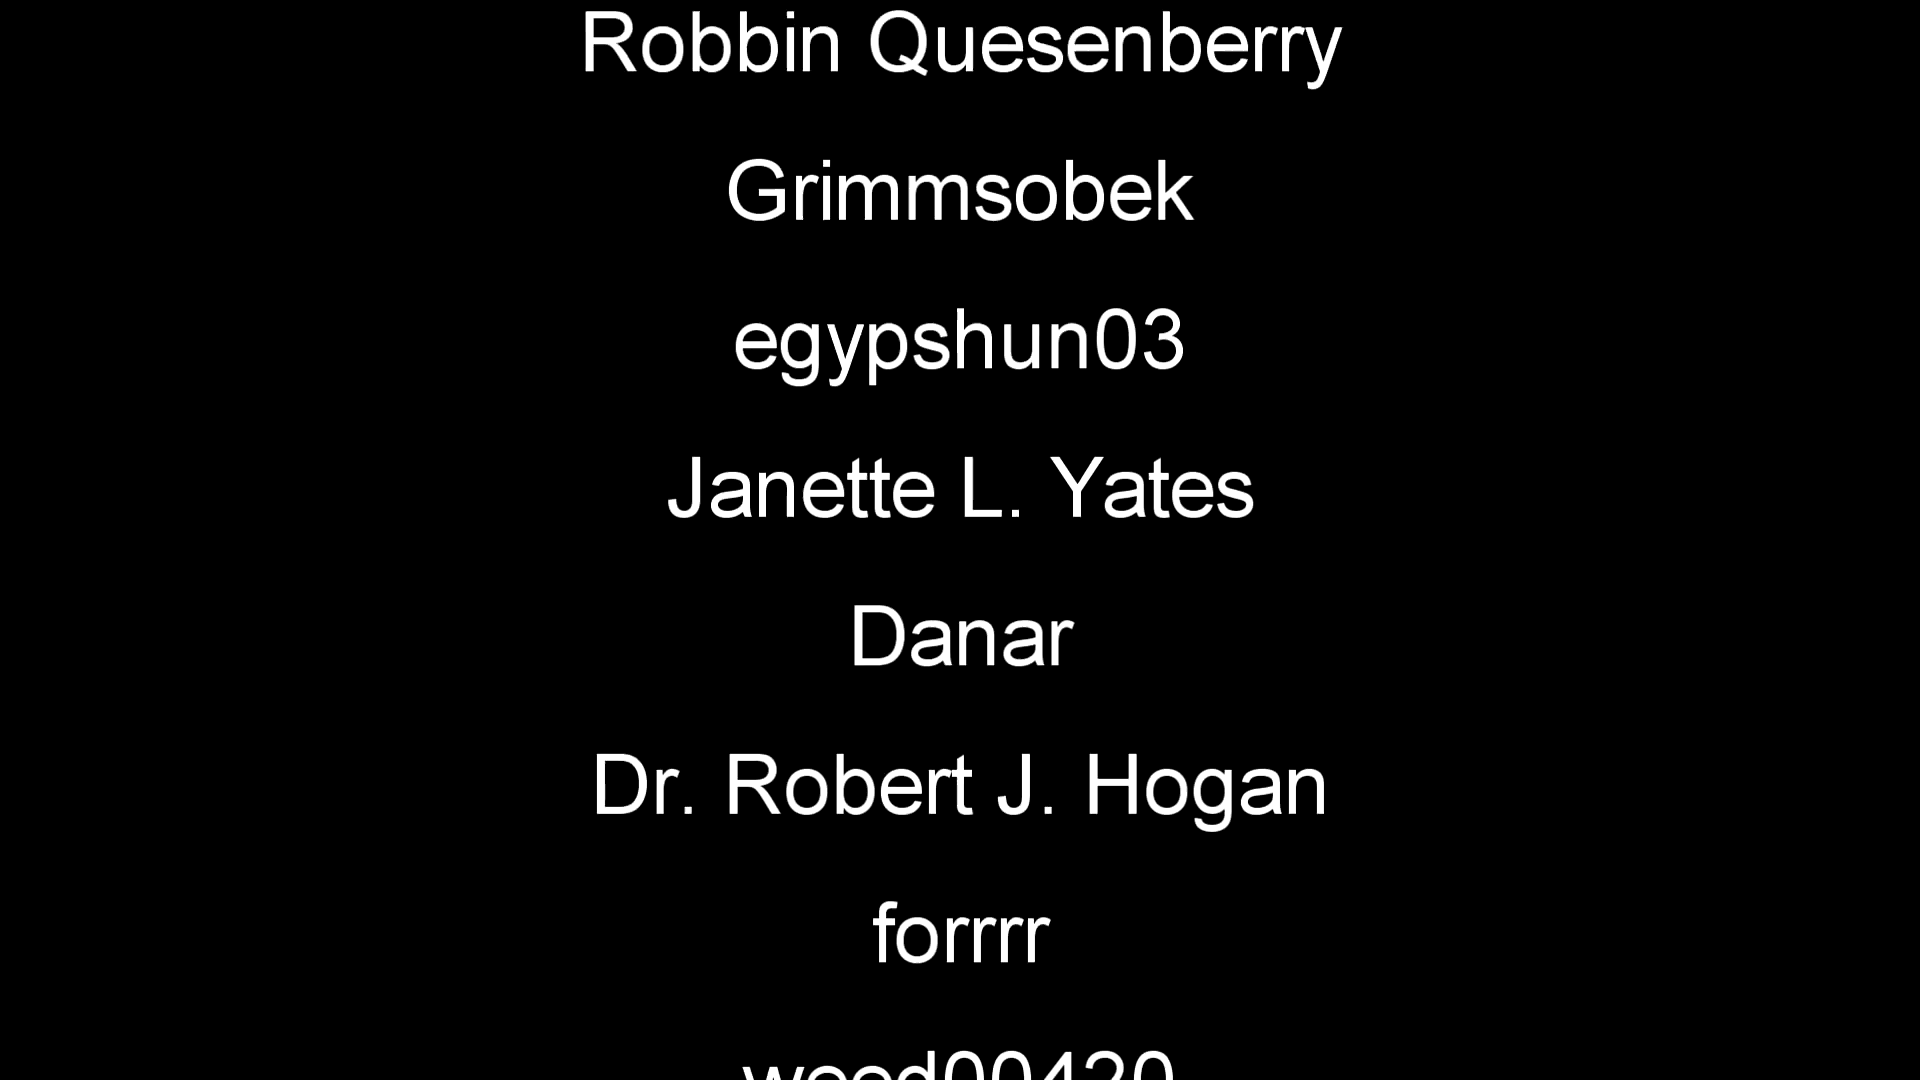 Robbin Quesenberry
Grimmsobek
egypshun03
Janette L. Yates
Danar
Dr. Robert J. Hogan
forrrr